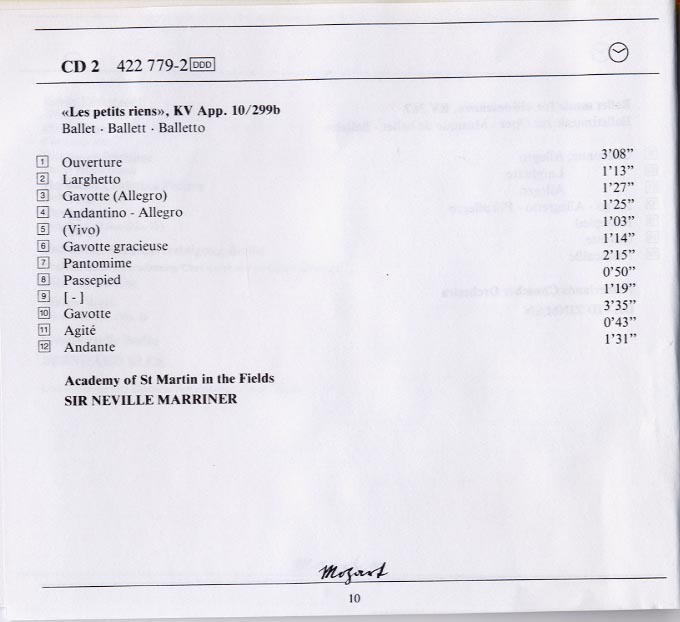 CD 2 422 779-2 DDD
«Les petits riens», KV App. 10/299b
Ballet · Ballett · Balletto
1 Ouverture 3'08"
2 Larghetto 1'13"
3 Gavotte (Allegro) 1'27"
4 Andantino - Allegro 1'25"
5 (Vivo) 1'03"
6 Gavotte gracieuse 1'14"
7 Pantomime 2'15"
8 Passepied 0'50"
9 [ - ] 1'19"
10 Gavotte 3'35"
11 Agité 0'43"
12 Andante 1'31"
Academy of St Martin in the Fields
SIR NEVILLE MARRINER
Mozart
10